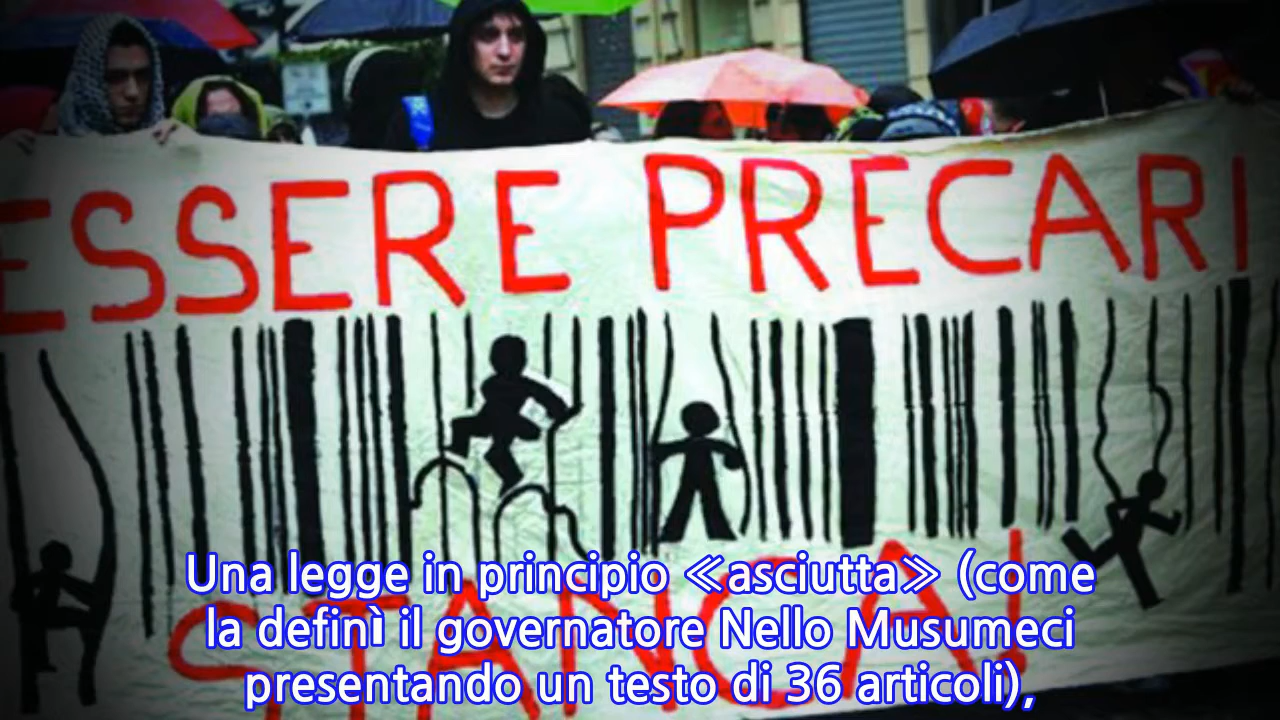 ESSERE PRECARI
STANCA!
Una legge in principio ≪asciutta≫ (come
la definì il governatore Nello Musumeci
presentando un testo di 36 articoli),